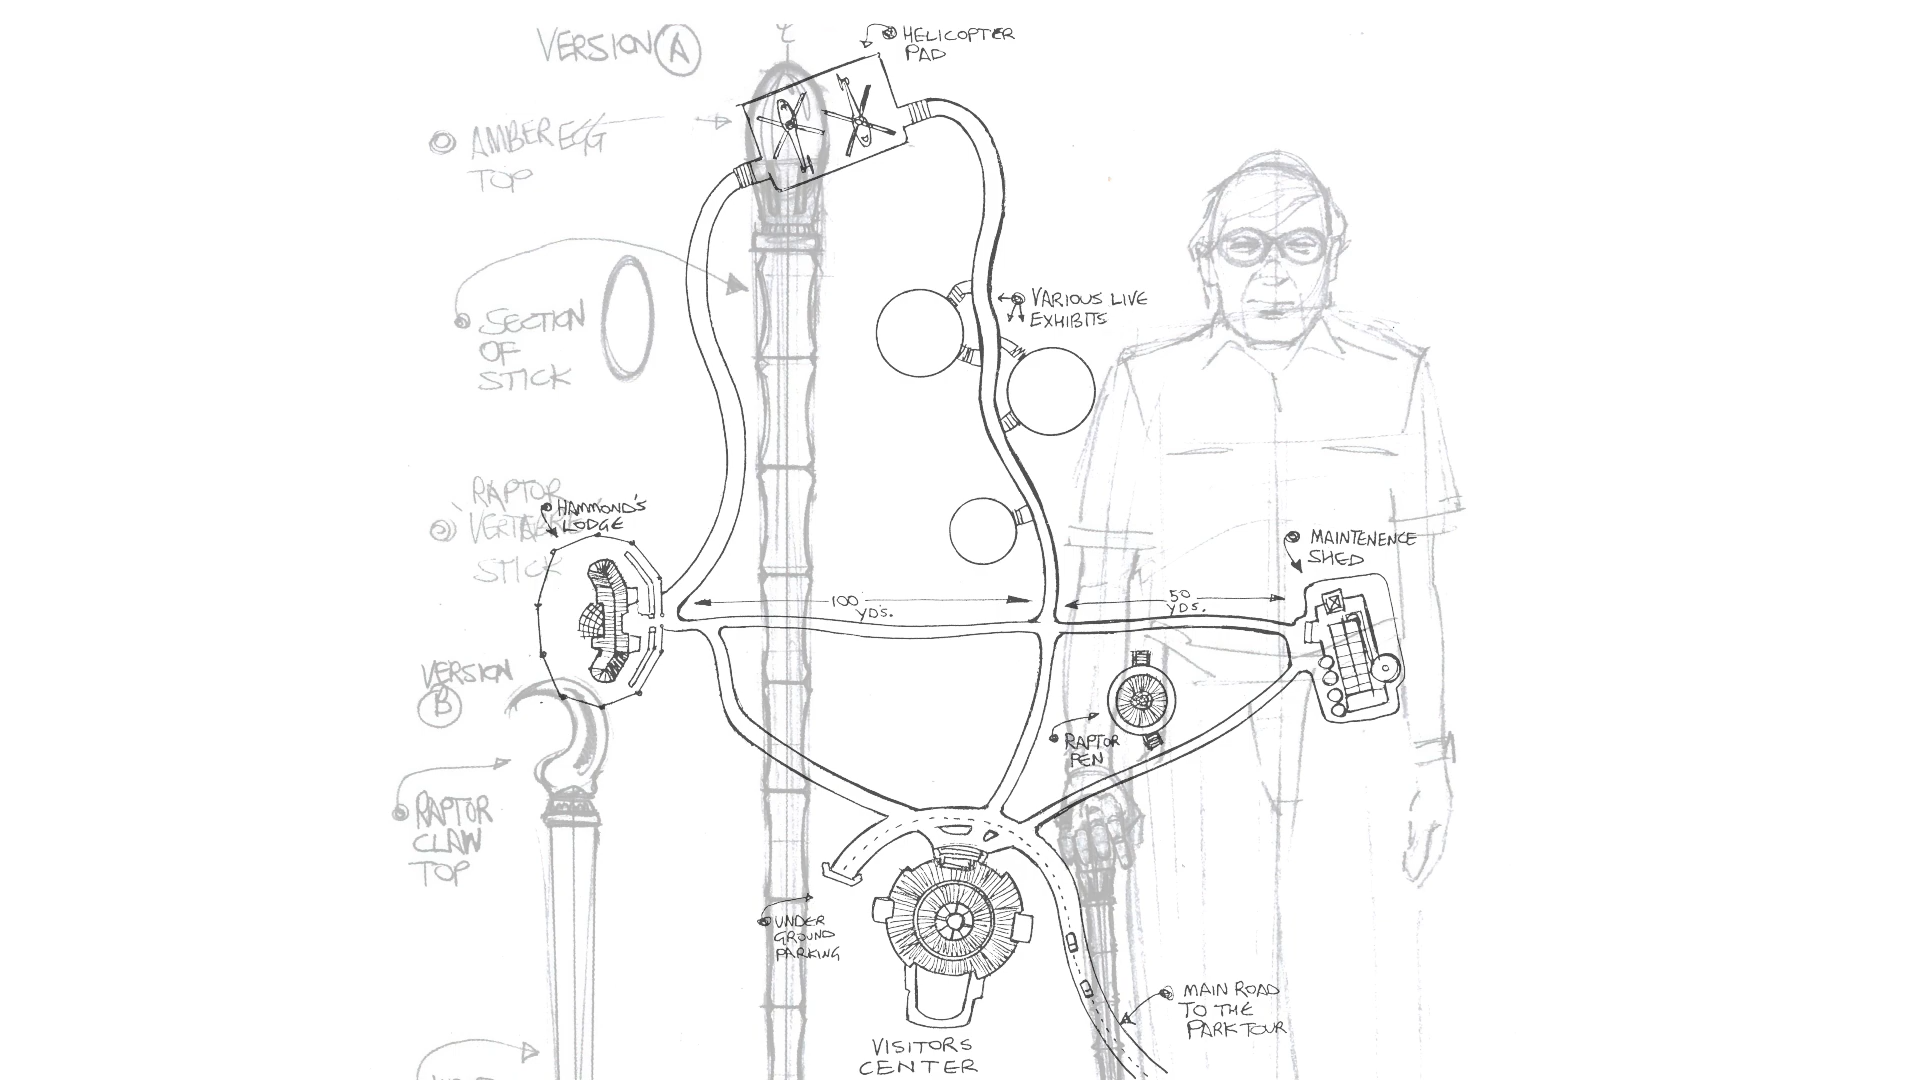 VERSION A
HELICOPTER
PAD
AMBER EGG
TOP
SECTION
OF
STICK
VARIOUS LIVE
EXHIBITS
RAPTOR
STICK
HAMMOND'S
LODGE
MAINTENENCE
SHED
100
YDS.
50
YDS.
VERSION
B
RAPTOR
PEN
RAPTOR
CLAW
TOP
UNDER
GROUND
PARKING
MAIN ROAD
TO THE
PARK TOUR
VISITORS
CENTER